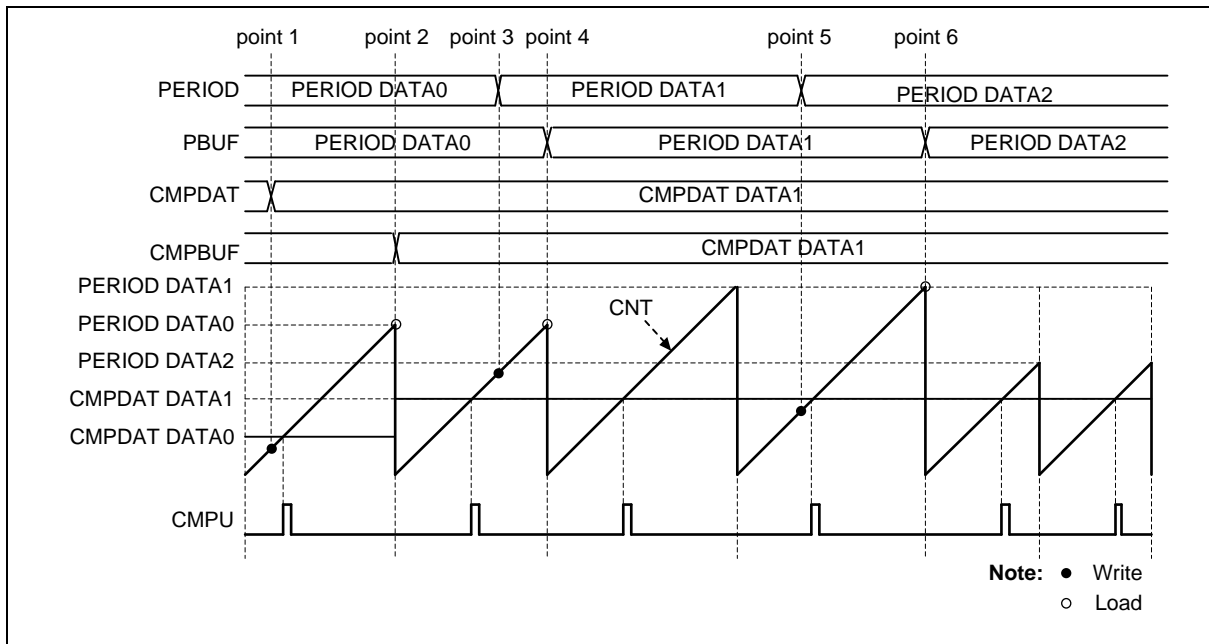 point 1 point 2 point 3 point 4 point 5 point 6
PERIOD PERIOD DATA0 PERIOD DATA1 PERIOD DATA2
PBUF PERIOD DATA0 PERIOD DATA1 PERIOD DATA2
CMPDAT CMPDAT DATA1
CMPBUF CMPDAT DATA1
PERIOD DATA1
CNT
PERIOD DATA0
PERIOD DATA2
CMPDAT DATA1
CMPDAT DATA0
CMPU
Note: ● Write
○ Load